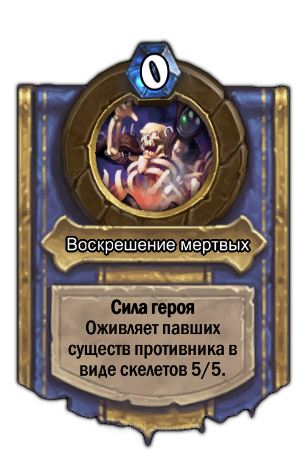 0
Воскрешение мертвых
Сила героя
Оживляет павших
существ противника в
виде скелетов 5/5.